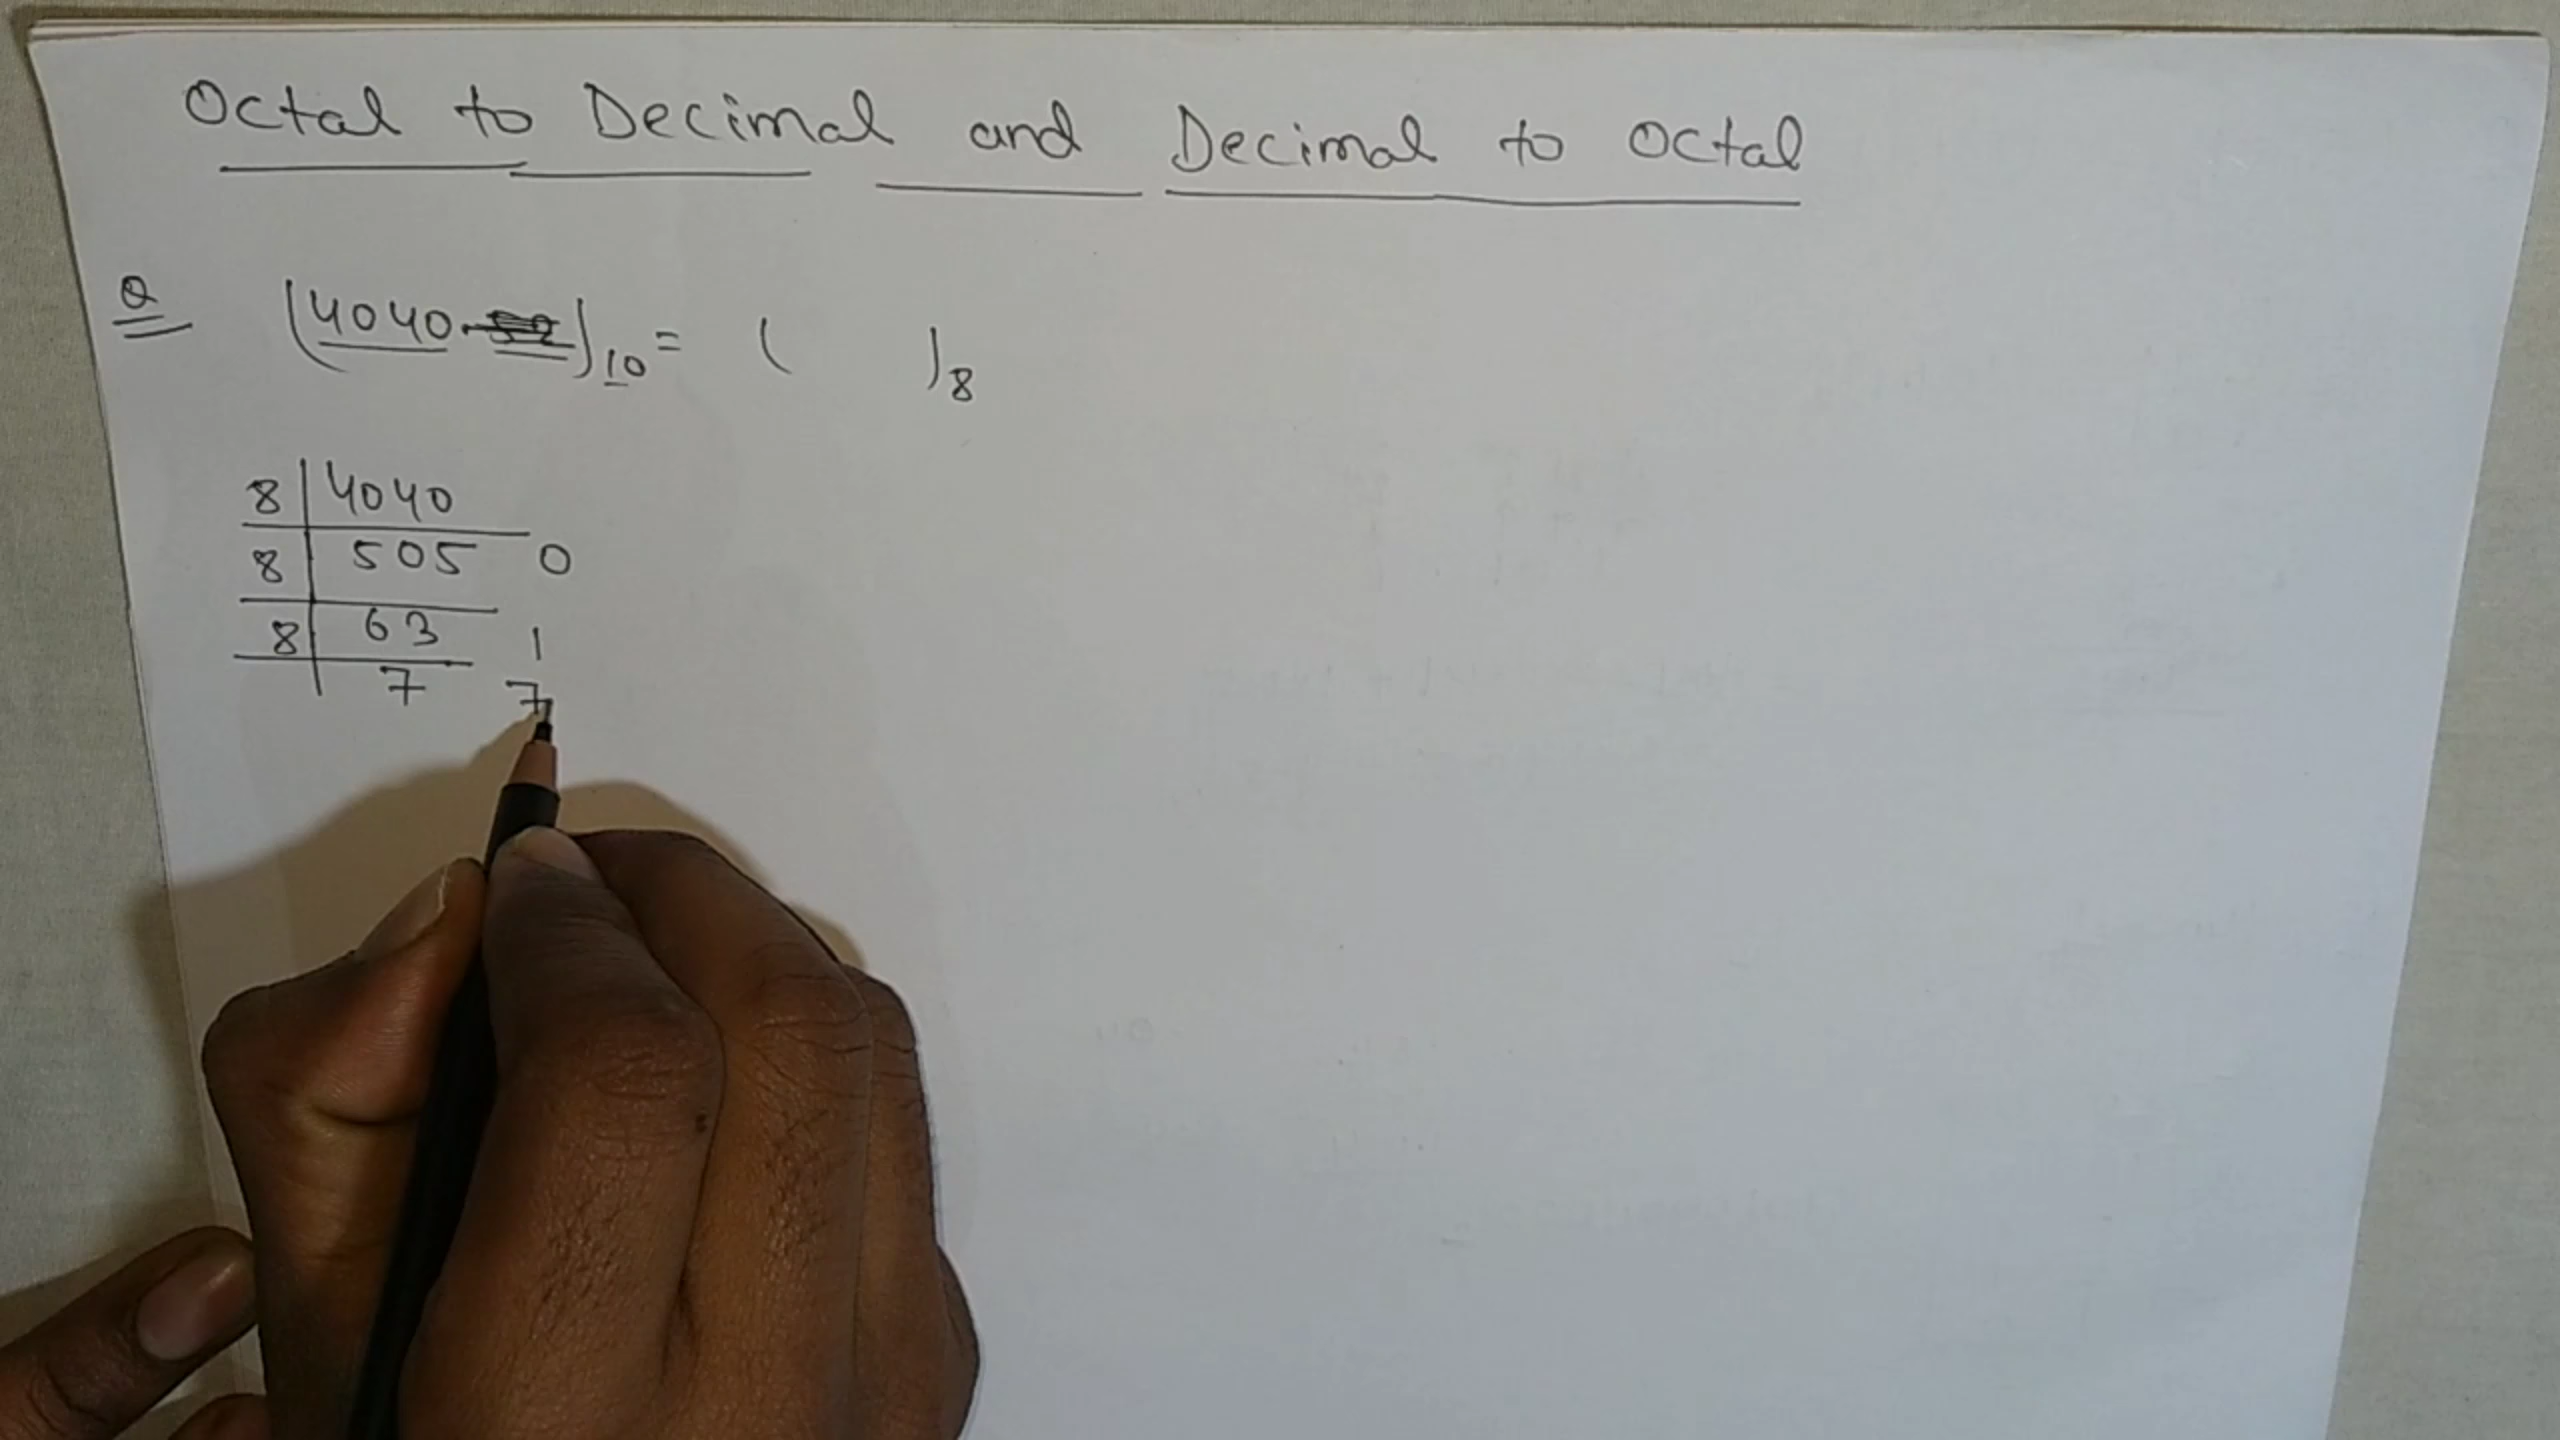 Octal to Decimal and Decimal to Octal
Q (4040.)10 = ( )8
8 | 4040
8 | 505 0
8 | 63 1
7 7